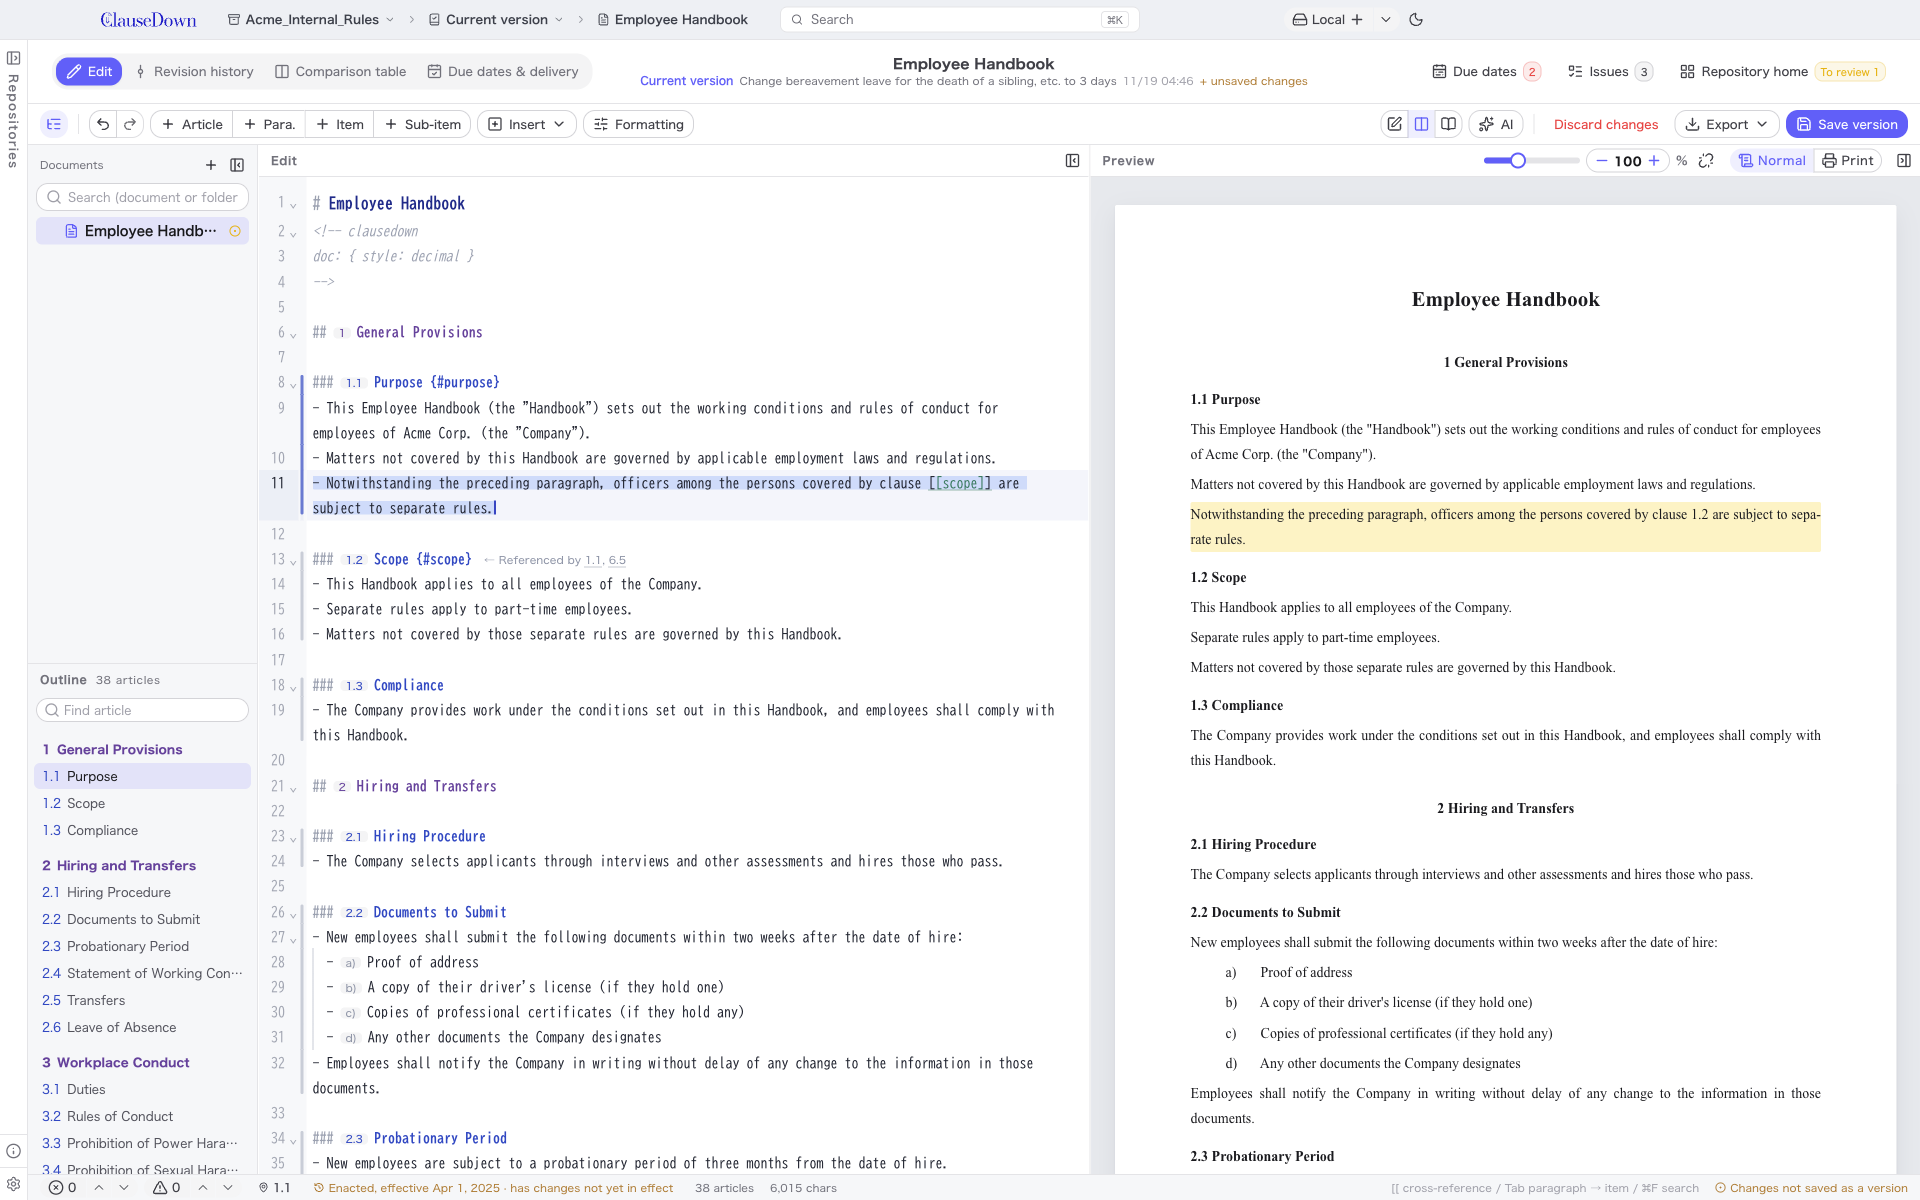 ClauseDown
Acme_Internal_Rules
Current version
Employee Handbook
Search
⌘K
Local
Repositories
Edit
Revision history
Comparison table
Due dates & delivery
Employee Handbook
Current version Change bereavement leave for the death of a sibling, etc. to 3 days 11/19 04:46 + unsaved changes
Due dates 2
Issues 3
Repository home To review 1
+ Article
+ Para.
+ Item
+ Sub-item
Insert
Formatting
AI
Discard changes
Export
Save version
Documents
Search (document or folder
Employee Handb···
Outline 38 articles
Find article
1 General Provisions
1.1 Purpose
1.2 Scope
1.3 Compliance
2 Hiring and Transfers
2.1 Hiring Procedure
2.2 Documents to Submit
2.3 Probationary Period
2.4 Statement of Working Con···
2.5 Transfers
2.6 Leave of Absence
3 Workplace Conduct
3.1 Duties
3.2 Rules of Conduct
3.3 Prohibition of Power Hara···
3.4 Prohibition of Sexual Hara···
Edit
1 # Employee Handbook
2 <!-- clausedown
3 doc: { style: decimal }
4 -->
5
6 ## 1 General Provisions
7
8 ### 1.1 Purpose {#purpose}
9 - This Employee Handbook (the "Handbook") sets out the working conditions and rules of conduct for
employees of Acme Corp. (the "Company").
10 - Matters not covered by this Handbook are governed by applicable employment laws and regulations.
11 - Notwithstanding the preceding paragraph, officers among the persons covered by clause [[scope]] are
subject to separate rules.
12
13 ### 1.2 Scope {#scope} ← Referenced by 1.1, 6.5
14 - This Handbook applies to all employees of the Company.
15 - Separate rules apply to part-time employees.
16 - Matters not covered by those separate rules are governed by this Handbook.
17
18 ### 1.3 Compliance
19 - The Company provides work under the conditions set out in this Handbook, and employees shall comply with
this Handbook.
20
21 ## 2 Hiring and Transfers
22
23 ### 2.1 Hiring Procedure
24 - The Company selects applicants through interviews and other assessments and hires those who pass.
25
26 ### 2.2 Documents to Submit
27 - New employees shall submit the following documents within two weeks after the date of hire:
28 - a) Proof of address
29 - b) A copy of their driver's license (if they hold one)
30 - c) Copies of professional certificates (if they hold any)
31 - d) Any other documents the Company designates
32 - Employees shall notify the Company in writing without delay of any change to the information in those
documents.
33
34 ### 2.3 Probationary Period
35 - New employees are subject to a probationary period of three months from the date of hire.
Preview
− 100 + %
Normal
Print
Employee Handbook
1 General Provisions
1.1 Purpose
This Employee Handbook (the "Handbook") sets out the working conditions and rules of conduct for employees
of Acme Corp. (the "Company").
Matters not covered by this Handbook are governed by applicable employment laws and regulations.
Notwithstanding the preceding paragraph, officers among the persons covered by clause 1.2 are subject to sepa-
rate rules.
1.2 Scope
This Handbook applies to all employees of the Company.
Separate rules apply to part-time employees.
Matters not covered by those separate rules are governed by this Handbook.
1.3 Compliance
The Company provides work under the conditions set out in this Handbook, and employees shall comply with
this Handbook.
2 Hiring and Transfers
2.1 Hiring Procedure
The Company selects applicants through interviews and other assessments and hires those who pass.
2.2 Documents to Submit
New employees shall submit the following documents within two weeks after the date of hire:
a) Proof of address
b) A copy of their driver's license (if they hold one)
c) Copies of professional certificates (if they hold any)
d) Any other documents the Company designates
Employees shall notify the Company in writing without delay of any change to the information in those
documents.
2.3 Probationary Period
0
0
1.1
Enacted, effective Apr 1, 2025 · has changes not yet in effect
38 articles
6,015 chars
[[ cross-reference / Tab paragraph → item / ⌘F search
Changes not saved as a version